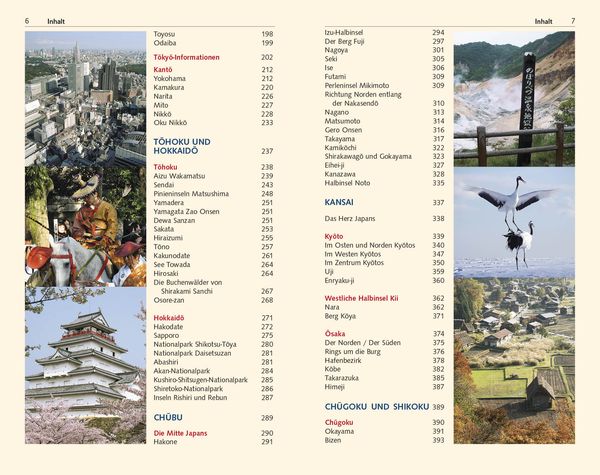 6 Inhalt
Toyosu 198
Odaiba 199
Tōkyō-Informationen 202
Kantō 212
Yokohama 212
Kamakura 220
Narita 226
Mito 227
Nikkō 228
Oku Nikkō 233
TŌHOKU UND
HOKKAIDŌ 237
Tōhoku 238
Aizu Wakamatsu 239
Sendai 243
Pinieninseln Matsushima 248
Yamadera 251
Yamagata Zao Onsen 251
Dewa Sanzan 251
Sakata 253
Hiraizumi 255
Tōno 257
Kakunodate 261
See Towada 264
Hirosaki 264
Die Buchenwälder von
Shirakami Sanchi 267
Osore-zan 268
Hokkaidō 271
Hakodate 272
Sapporo 275
Nationalpark Shikotsu-Tōya 280
Nationalpark Daisetsuzan 281
Abashiri 281
Akan-Nationalpark 284
Kushiro-Shitsugen-Nationalpark 285
Shiretoko-Nationalpark 286
Inseln Rishiri und Rebun 287
CHŪBU 289
Die Mitte Japans 290
Hakone 291
Inhalt 7
Izu-Halbinsel 294
Der Berg Fuji 297
Nagoya 301
Seki 305
Ise 306
Futami 309
Perleninsel Mikimoto 309
Richtung Norden entlang
der Nakasendō 310
Nagano 313
Matsumoto 314
Gero Onsen 316
Takayama 317
Kamikōchi 322
Shirakawagō und Gokayama 323
Eihei-ji 327
Kanazawa 328
Halbinsel Noto 335
KANSAI 337
Das Herz Japans 338
Kyōto 339
Im Osten und Norden Kyōtos 340
Im Westen Kyōtos 347
Im Zentrum Kyōtos 350
Uji 359
Enryaku-ji 360
Westliche Halbinsel Kii 362
Nara 362
Berg Kōya 371
Ōsaka 374
Der Norden / Der Süden 375
Rings um die Burg 376
Hafenbezirk 378
Kōbe 382
Takarazuka 385
Himeji 387
CHŪGOKU UND SHIKOKU 389
Chūgoku 390
Okayama 391
Bizen 393